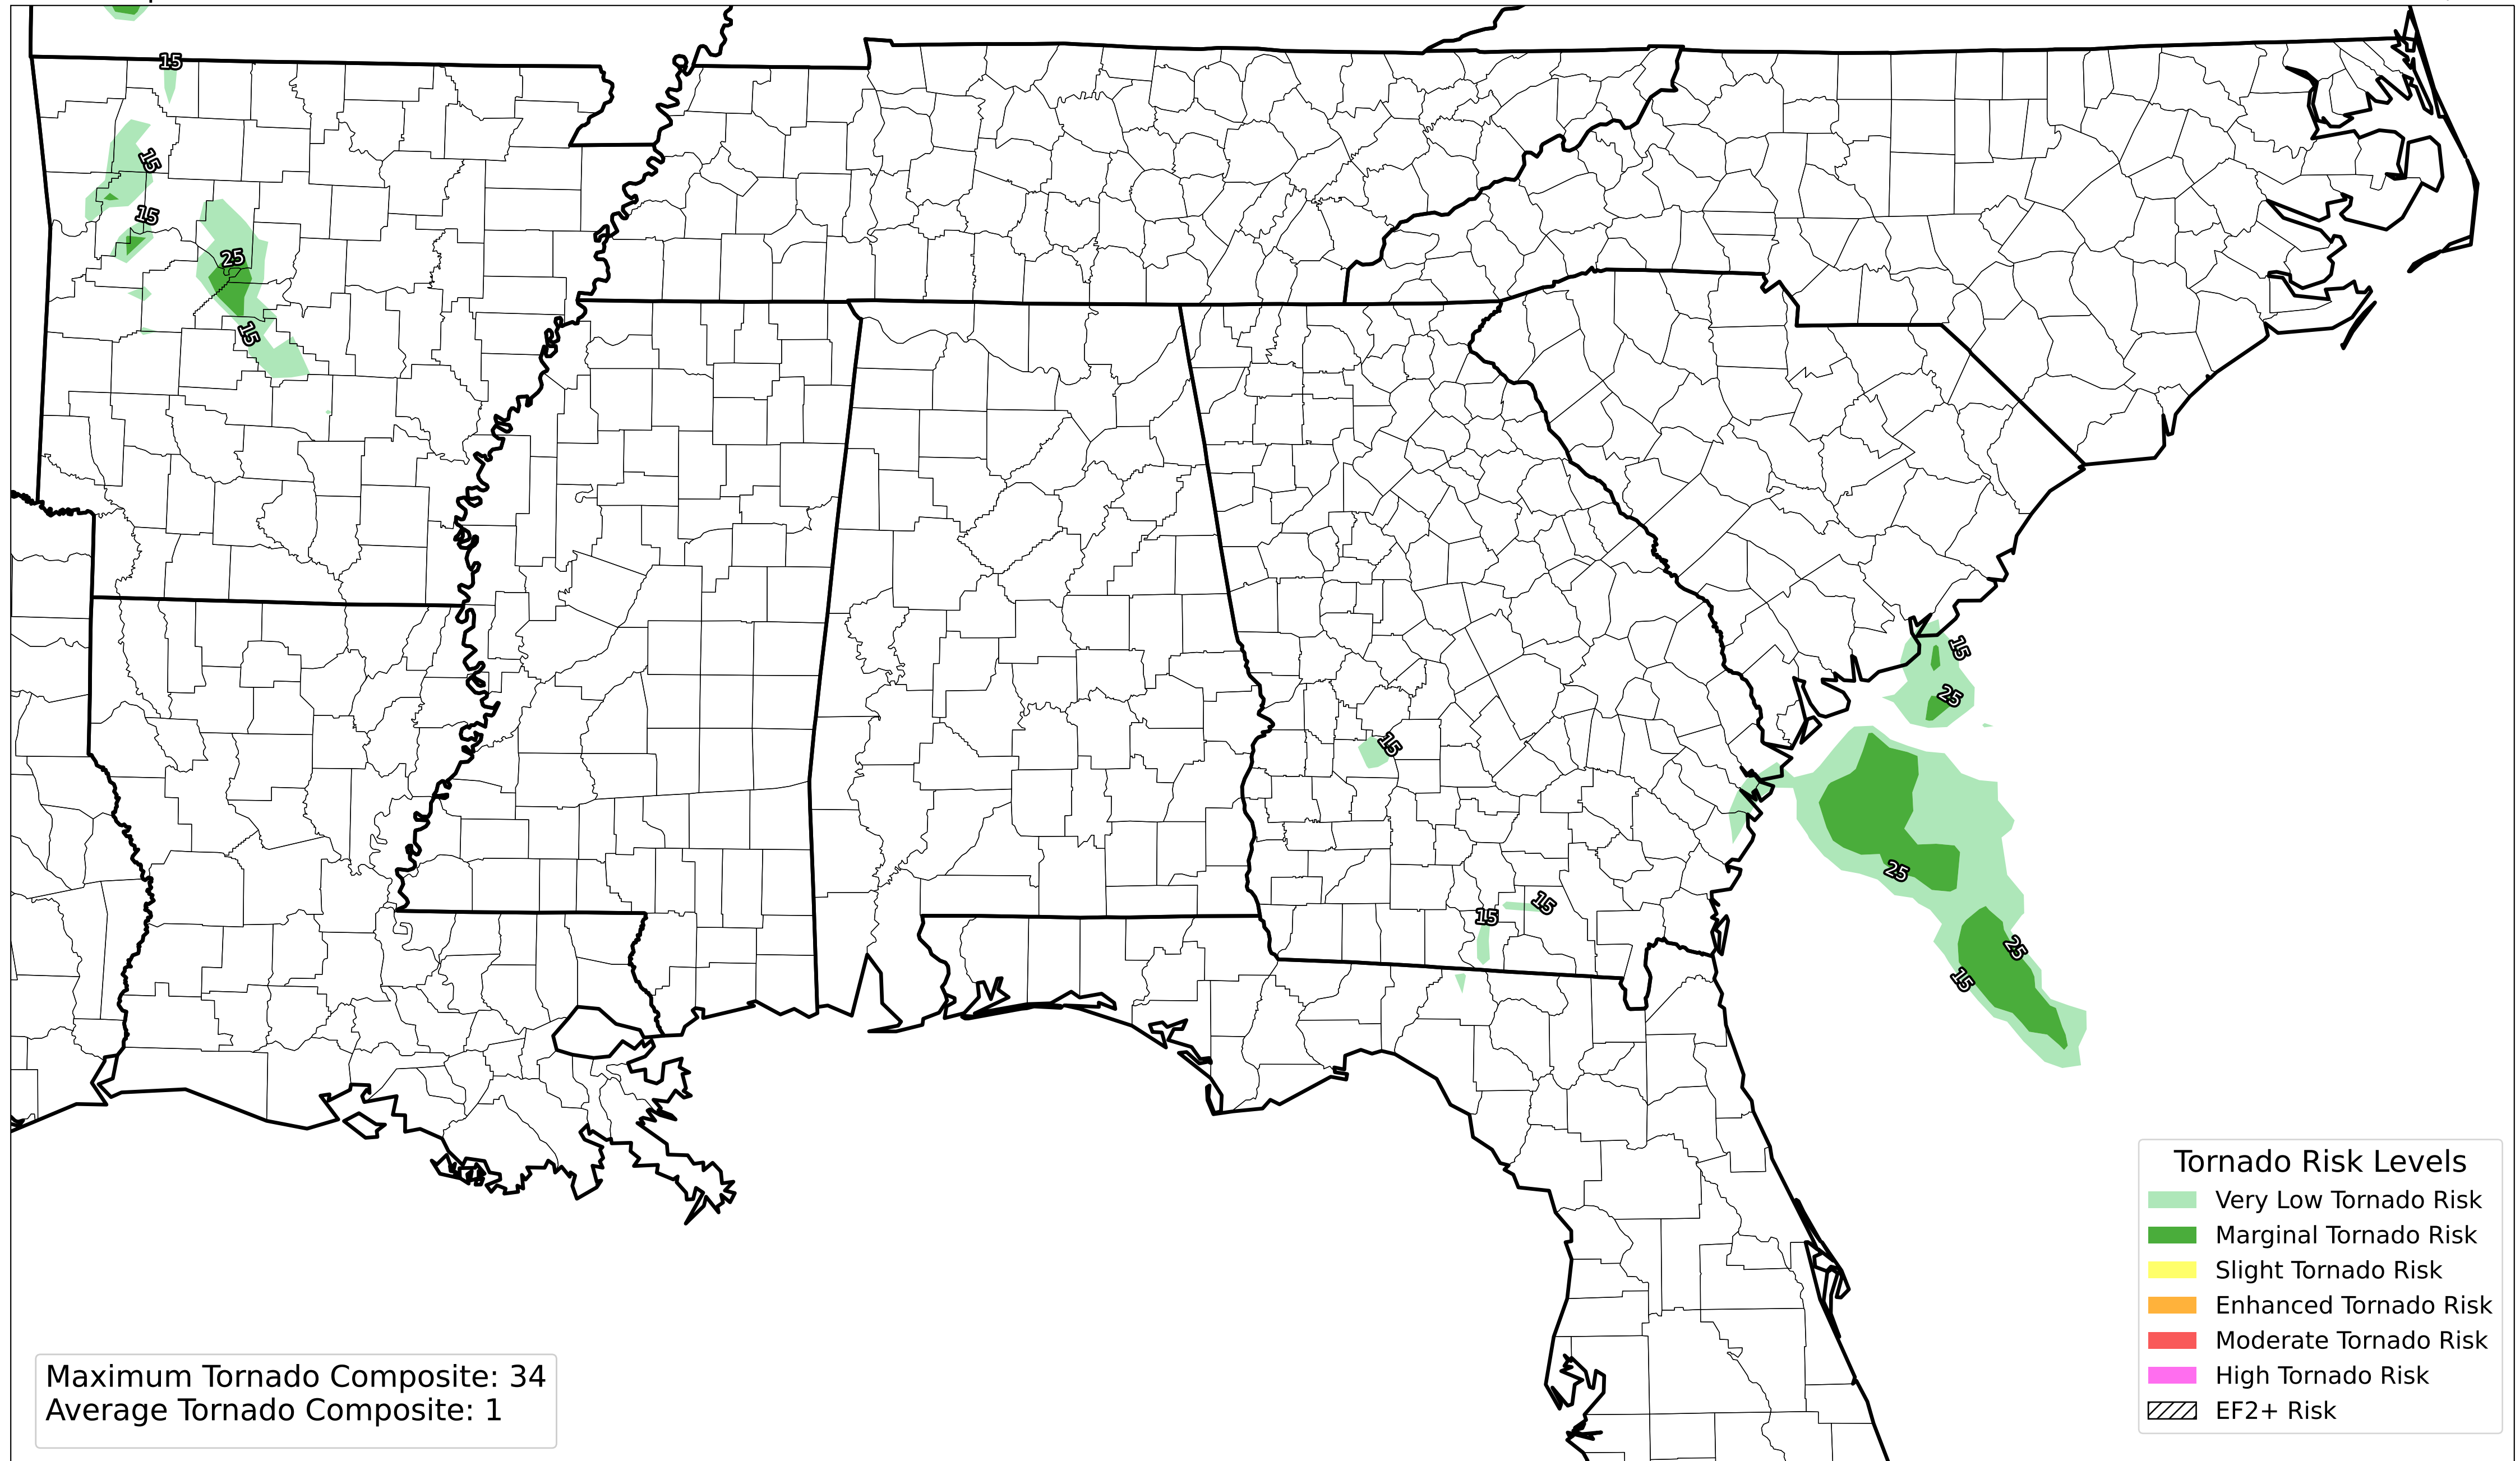 15
15
15
25
15
15
25
15
25
15
15
25
15
Tornado Risk Levels
Very Low Tornado Risk
Marginal Tornado Risk
Slight Tornado Risk
Enhanced Tornado Risk
Moderate Tornado Risk
High Tornado Risk
EF2+ Risk
Maximum Tornado Composite: 34
Average Tornado Composite: 1